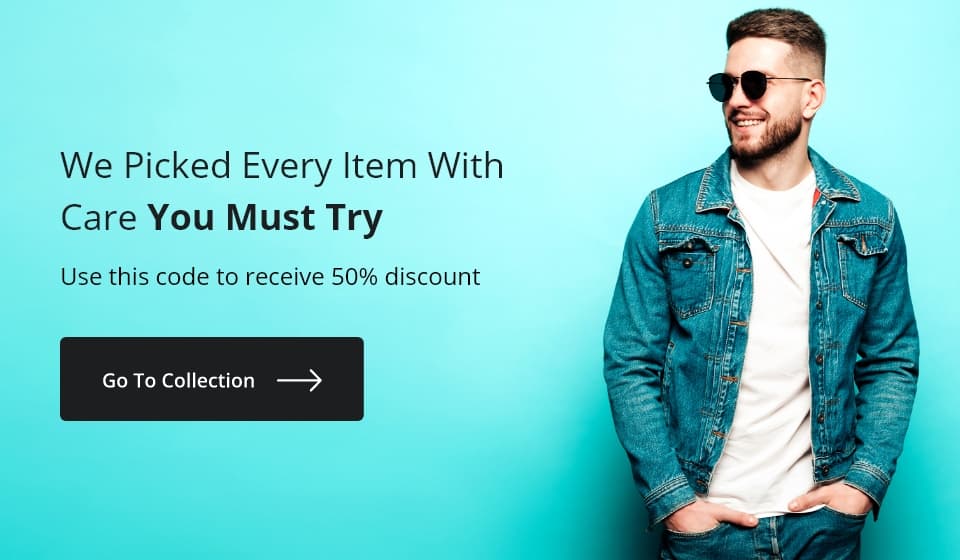 We Picked Every Item With
Care You Must Try
Use this code to receive 50% discount
Go To Collection